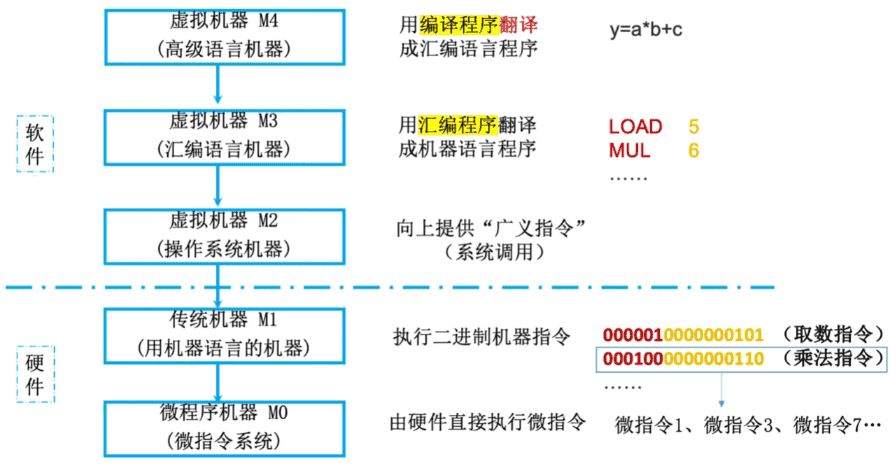 虚拟机器 M4
(高级语言机器)
用编译程序翻译
成汇编语言程序
y=a*b+c
软件
虚拟机器 M3
(汇编语言机器)
用汇编程序翻译
成机器语言程序
LOAD 5
MUL 6
……
虚拟机器 M2
(操作系统机器)
向上提供“广义指令”
（系统调用）
硬件
传统机器 M1
(用机器语言的机器)
执行二进制机器指令
0000010000000101 （取数指令）
0001000000000110 （乘法指令）
……
微程序机器 M0
(微指令系统)
由硬件直接执行微指令
微指令1、微指令3、微指令7…